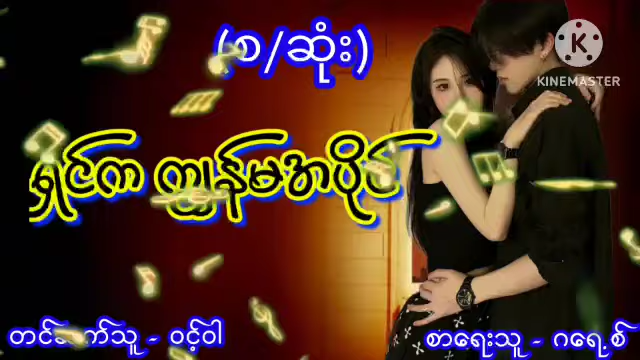 (စ/ဆုံး)
KINEMASTER
ရှင်က ကျွန်မအပိုင်
တင်ဆက်သူ - ဝင့်ဝါ
စာရေးသူ - ဂရေ့စ်